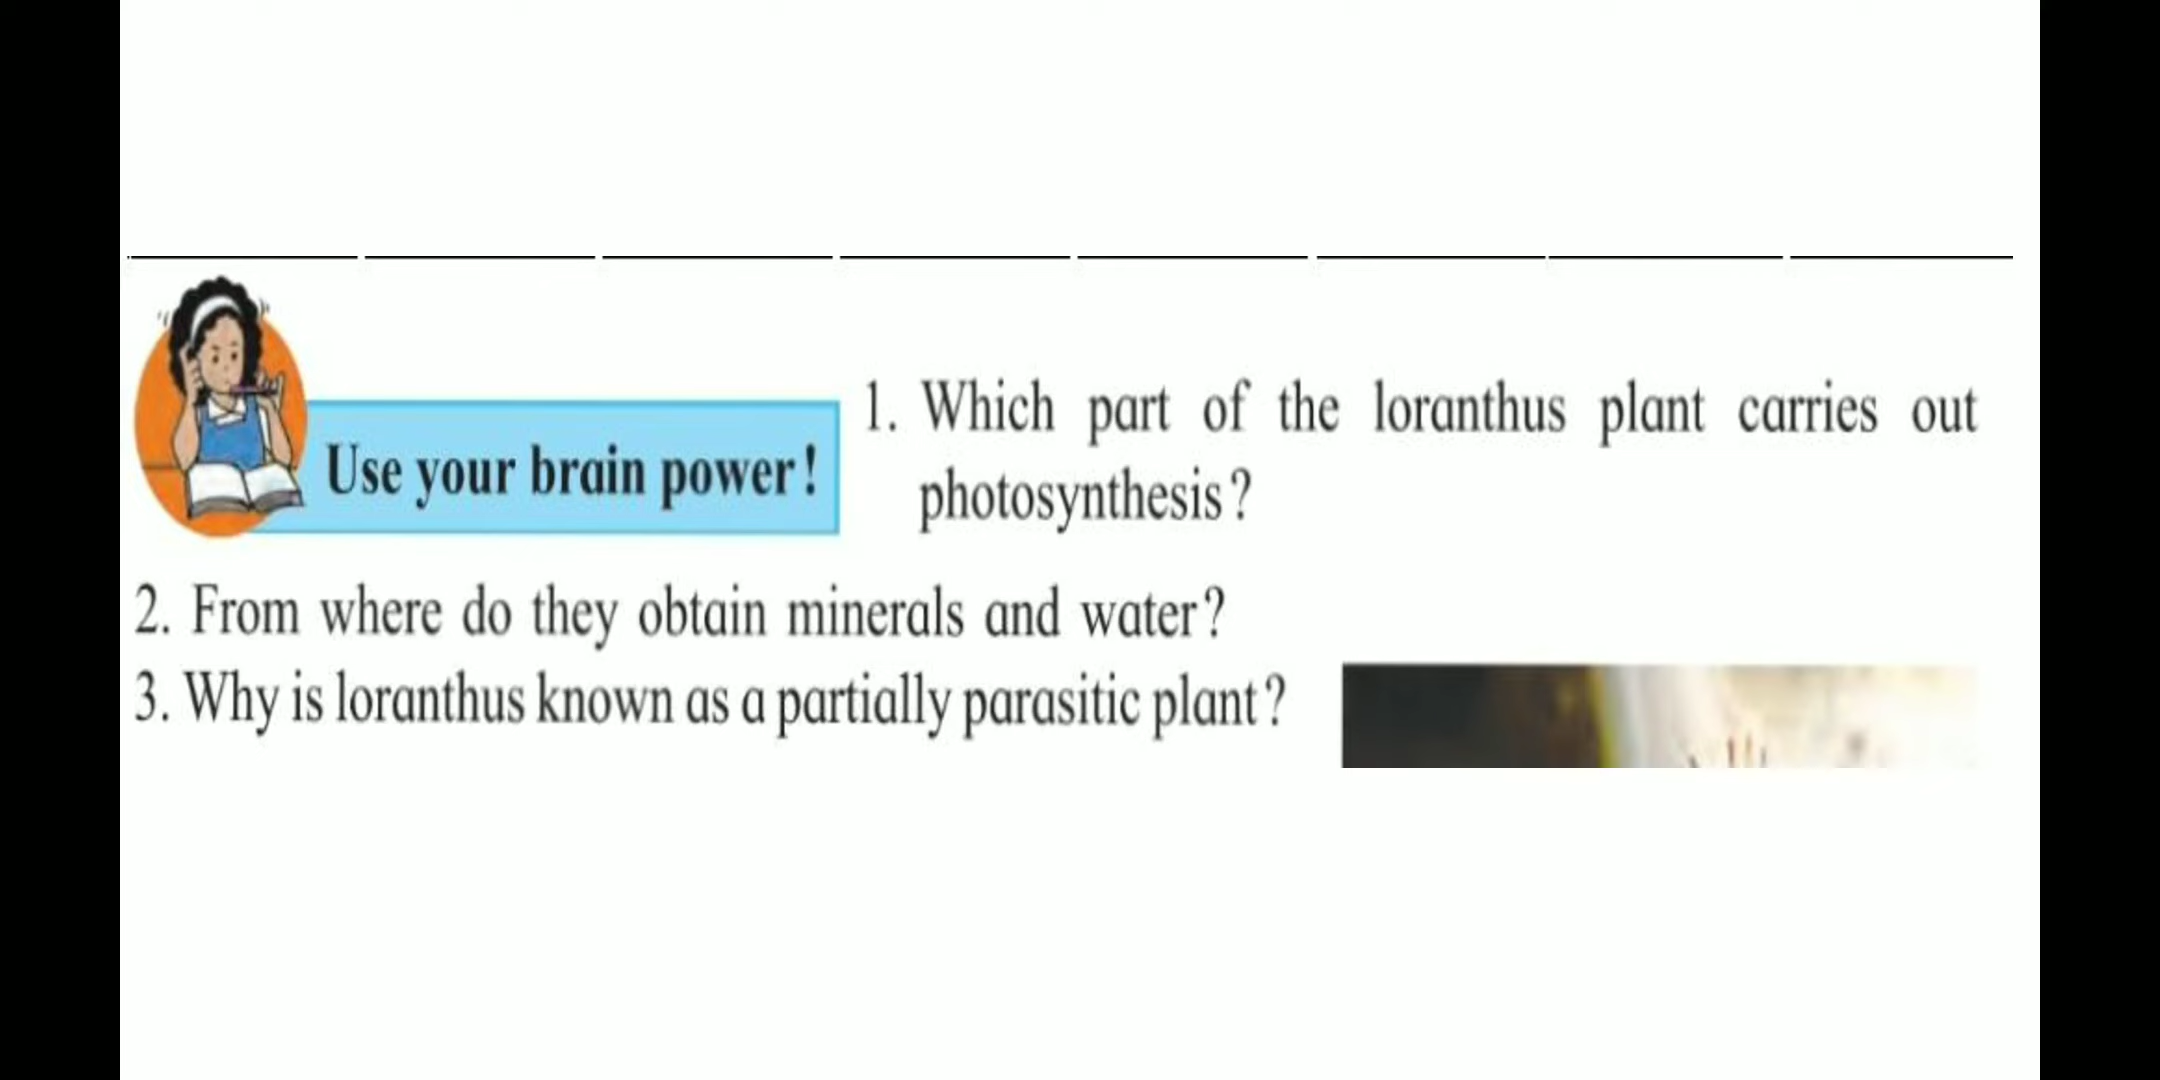 Use your brain power!
1. Which part of the loranthus plant carries out
photosynthesis?
2. From where do they obtain minerals and water?
3. Why is loranthus known as a partially parasitic plant?